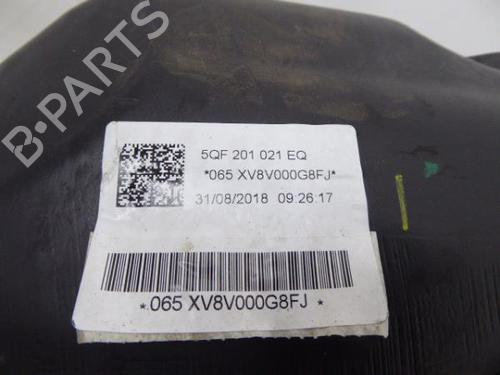 B-PARTS
5QF 201 021 EQ
*065 XV8V000G8FJ*
31/08/2018 09:26:17
* 065 XV8V000G8FJ *